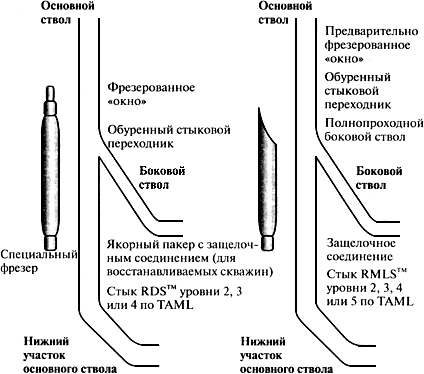 Основной
ствол
Фрезерованное
«окно»
Обуренный стыковой
переходник
Боковой
ствол
Специальный
фрезер
Якорный пакер с защелоч-
ным соединением (для
восстанавливаемых скважин)
Стык RDS™ уровни 2, 3
или 4 по TAML
Нижний
участок
основного ствола
Основной
ствол
Предварительно
фрезерованное
«окно»
Обуренный
стыковой
переходник
Полнопроходной
боковой ствол
Боковой
ствол
Защелочное
соединение
Стык RMLS™
уровни 2, 3, 4
или 5 по TAML
Нижний
участок
основного ствола